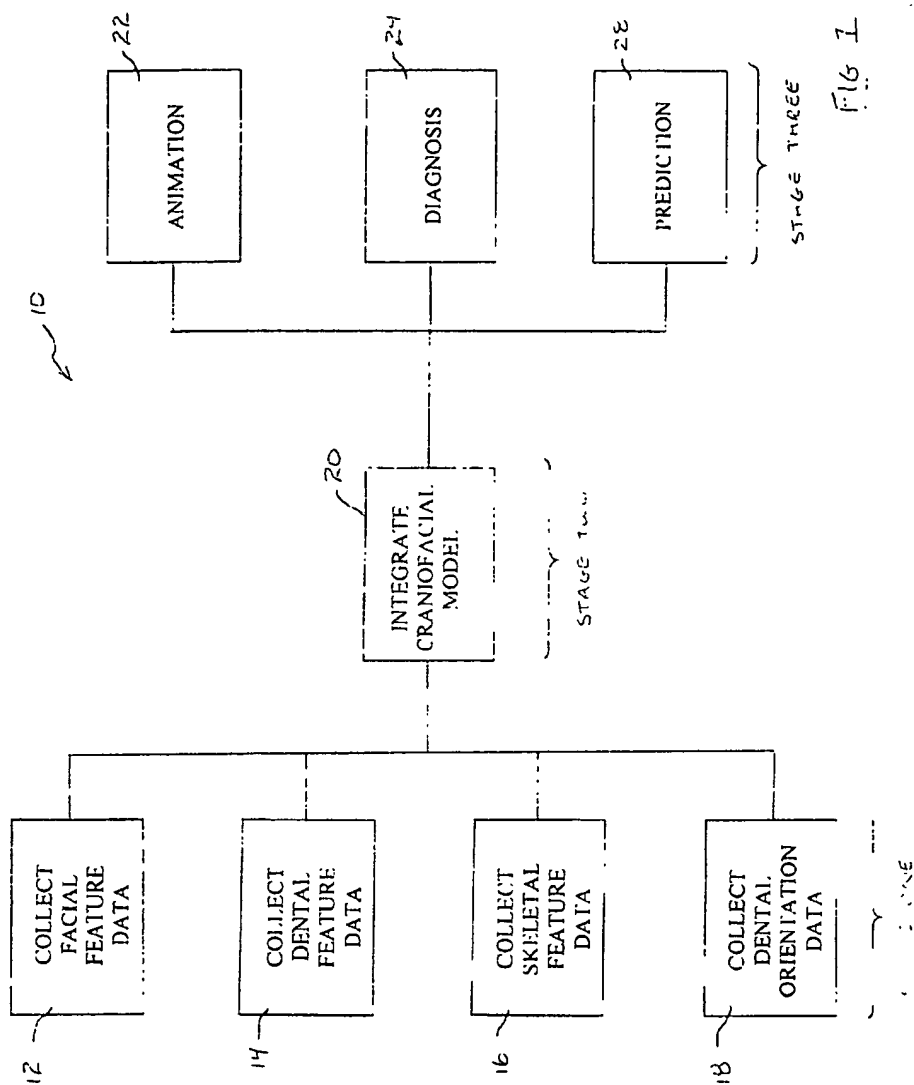 10
12
COLLECT
FACIAL
FEATURE
DATA
14
COLLECT
DENTAL
FEATURE
DATA
16
COLLECT
SKELETAL
FEATURE
DATA
18
COLLECT
DENTAL
ORIENTATION
DATA
20
INTEGRATE
CRANIOFACIAL
MODEL
STAGE
22
ANIMATION
24
DIAGNOSIS
28
PREDICTION
STAGE THREE
FIG 1